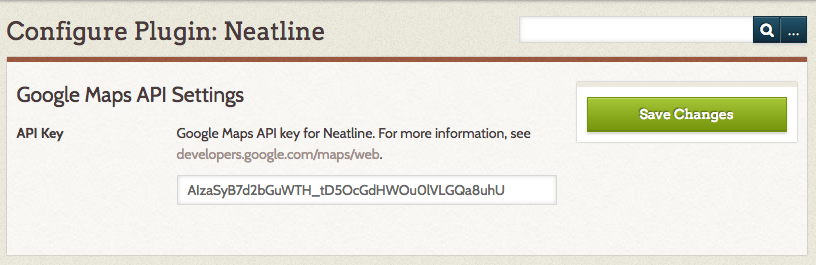 Configure Plugin: Neatline
...
Google Maps API Settings
Save Changes
API Key
Google Maps API key for Neatline. For more information, see
developers.google.com/maps/web.
AIzaSyB7d2bGuWTH_tD5OcGdHWOu0lVLGQa8uhU